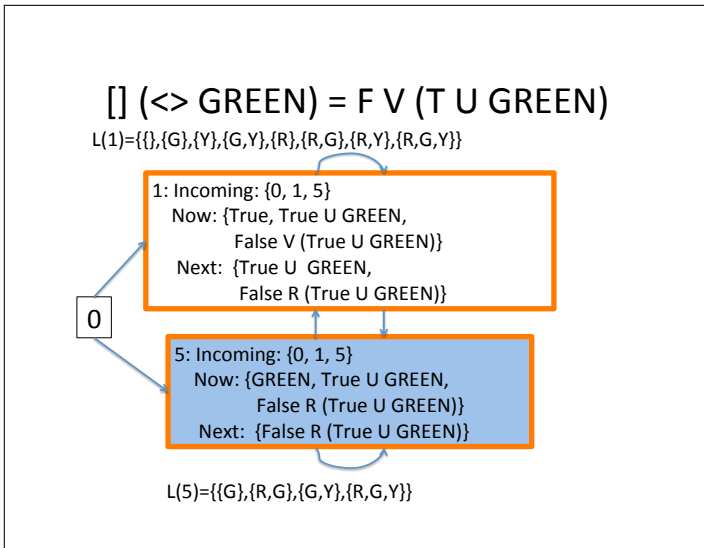 [] (<> GREEN) = F V (T U GREEN)
L(1)={{},{G},{Y},{G,Y},{R},{R,G},{R,Y},{R,G,Y}}
1: Incoming: {0, 1, 5}
Now: {True, True U GREEN,
False V (True U GREEN)}
Next: {True U GREEN,
False R (True U GREEN)}
0
5: Incoming: {0, 1, 5}
Now: {GREEN, True U GREEN,
False R (True U GREEN)}
Next: {False R (True U GREEN)}
L(5)={{G},{R,G},{G,Y},{R,G,Y}}